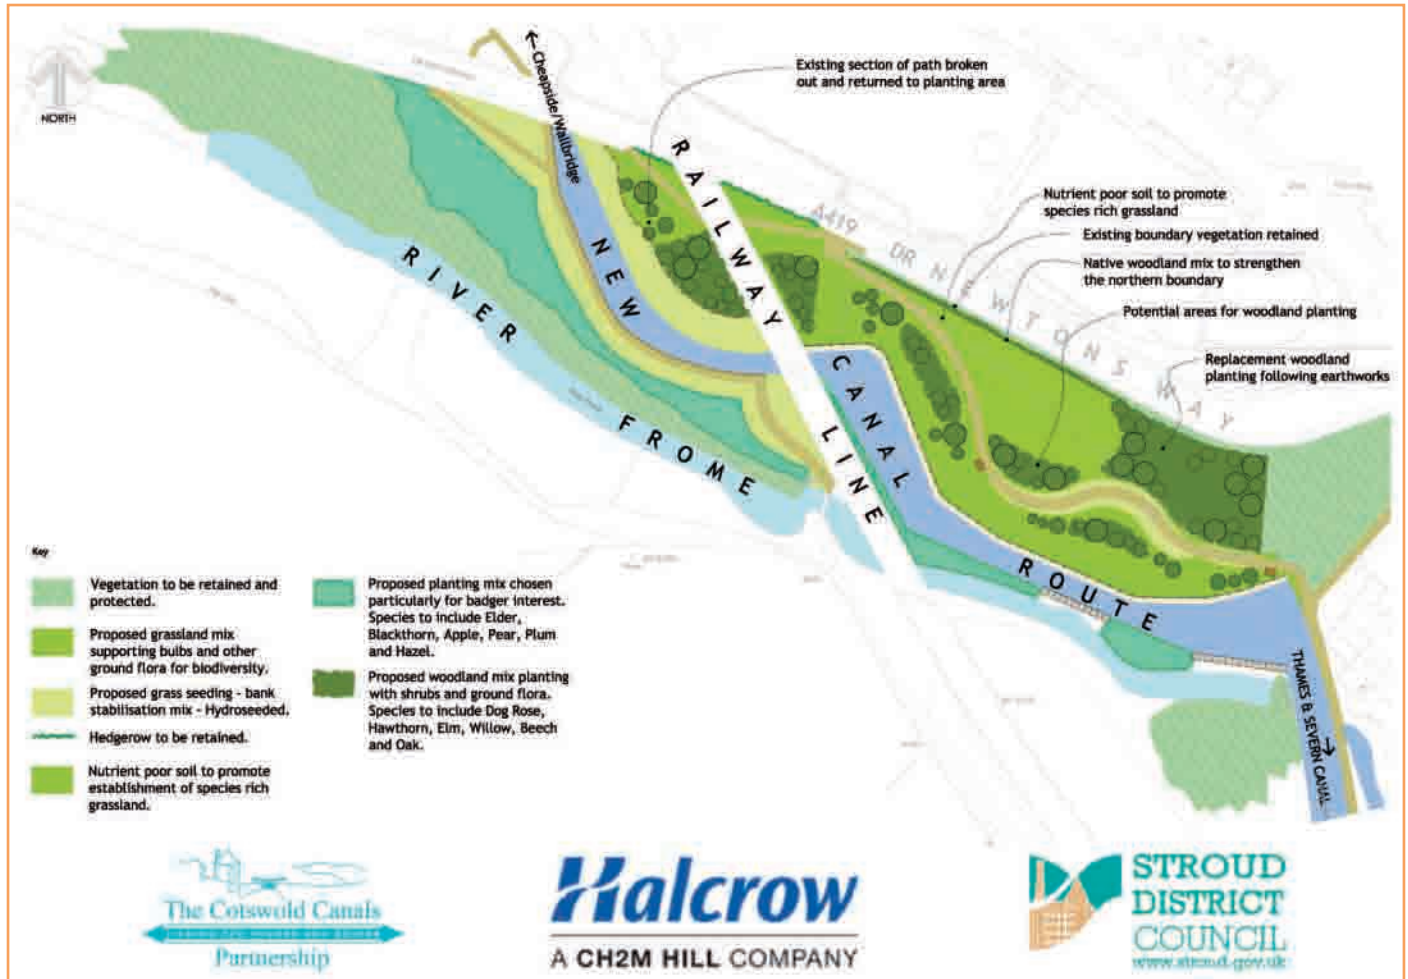 NORTH
Cheapside/Wallbridge
Existing section of path broken
out and returned to planting area
RAILWAY LINE
A419 DR NEWTONS WAY
Nutrient poor soil to promote
species rich grassland
Existing boundary vegetation retained
Native woodland mix to strengthen
the northern boundary
Potential areas for woodland planting
Replacement woodland
planting following earthworks
RIVER FROME
NEW CANAL ROUTE
THAMES & SEVERN CANAL
Key
Vegetation to be retained and
protected.
Proposed grassland mix
supporting bulbs and other
ground flora for biodiversity.
Proposed grass seeding - bank
stabilisation mix - Hydroseeded.
Hedgerow to be retained.
Nutrient poor soil to promote
establishment of species rich
grassland.
Proposed planting mix chosen
particularly for badger interest.
Species to include Elder,
Blackthorn, Apple, Pear, Plum
and Hazel.
Proposed woodland mix planting
with shrubs and ground flora.
Species to include Dog Rose,
Hawthorn, Elm, Willow, Beech
and Oak.
The Cotswold Canals
Partnership
Halcrow
A CH2M HILL COMPANY
STROUD
DISTRICT
COUNCIL
www.stroud.gov.uk